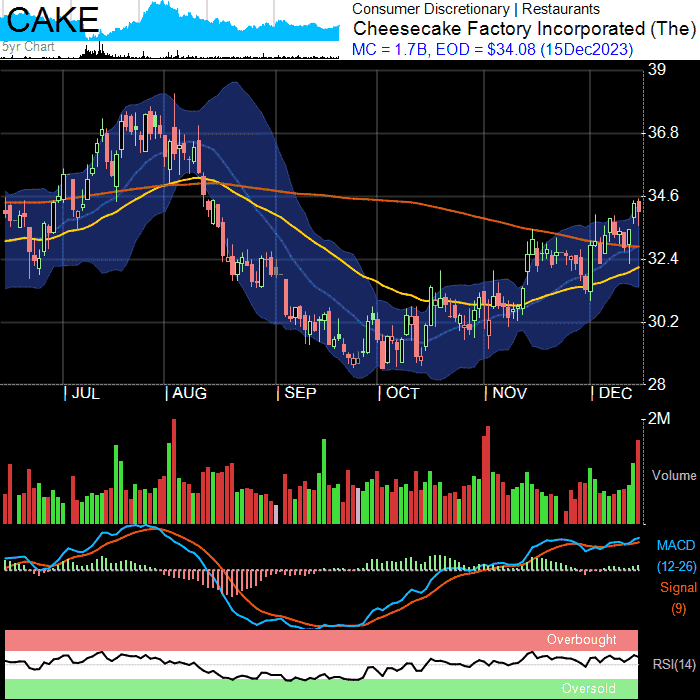 CAKE
5yr Chart
Consumer Discretionary | Restaurants
Cheesecake Factory Incorporated (The)
MC = 1.7B, EOD = $34.08 (15Dec2023)
39
36.8
34.6
32.4
30.2
28
| JUL | AUG | SEP | OCT | NOV | DEC
2M
Volume
MACD
(12-26)
Signal
(9)
Overbought
RSI(14)
Oversold